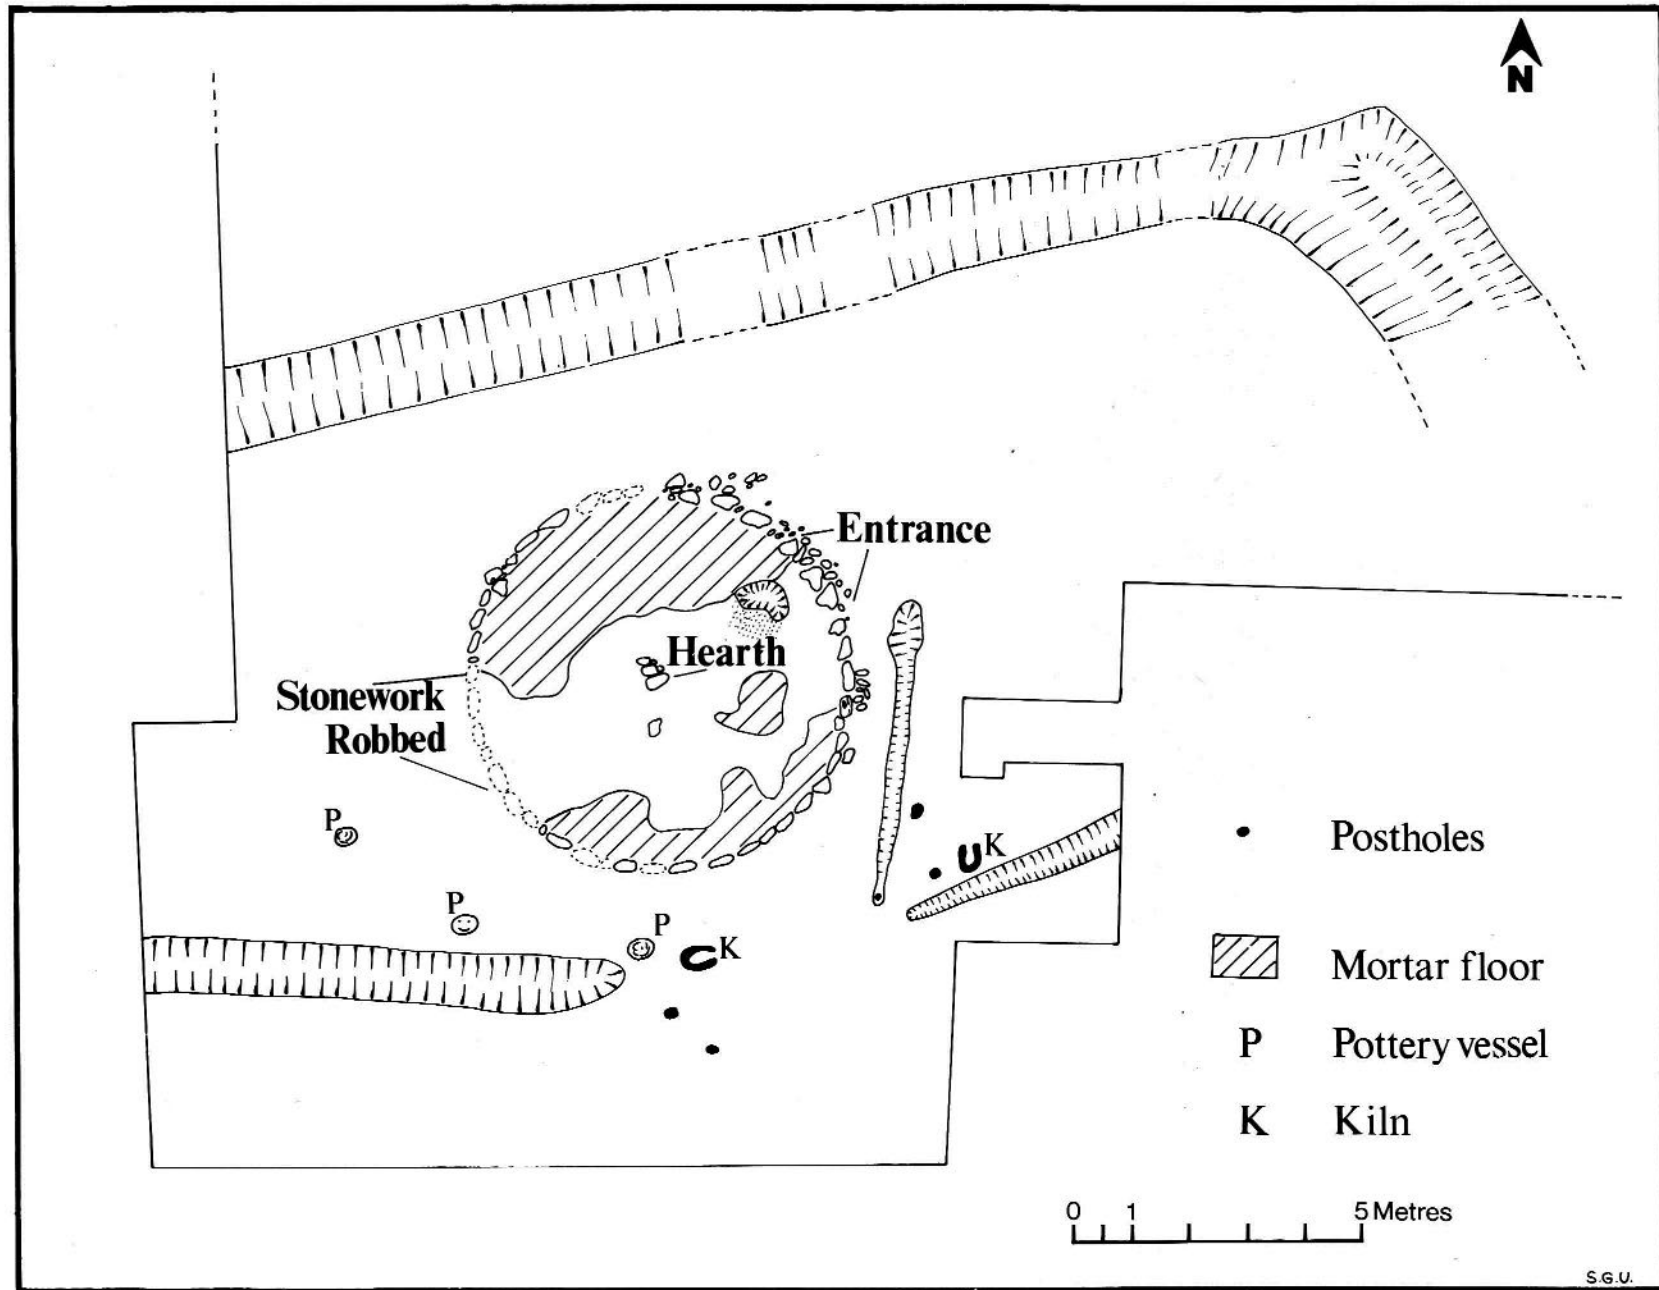 N
Entrance
Hearth
Stonework
Robbed
P
P
P
K
K
Postholes
Mortar floor
P Pottery vessel
K Kiln
0 1 5 Metres
S.G.U.